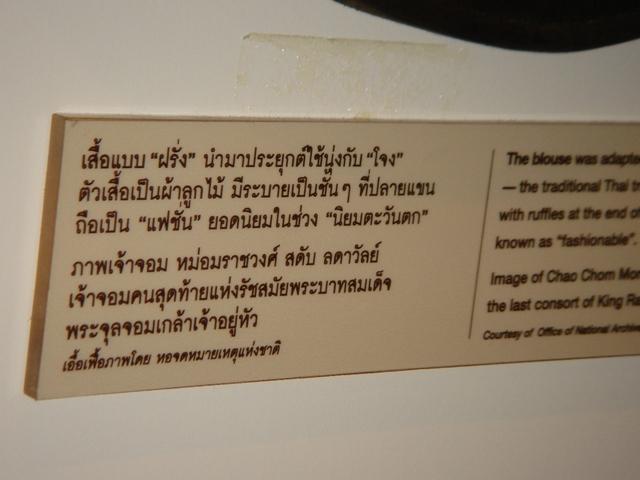 เสื้อแบบ “ฝรั่ง” นำมาประยุกต์ใช้นุ่งกับ “โจง”
ตัวเสื้อเป็นผ้าลูกไม้ มีระบายเป็นชั้นๆ ที่ปลายแขน
ถือเป็น “แฟชั่น” ยอดนิยมในช่วง “นิยมตะวันตก”
ภาพเจ้าจอม หม่อมราชวงศ์ สดับ ลดาวัลย์
เจ้าจอมคนสุดท้ายแห่งรัชสมัยพระบาทสมเด็จ
พระจุลจอมเกล้าเจ้าอยู่หัว
เอื้อเฟื้อภาพโดย หอจดหมายเหตุแห่งชาติ
The blouse was
— the traditional Thai
with ruffles at the end of
known as “fashionable”.
Image of Chao Chom
the last consort of King
Courtesy of Office of National